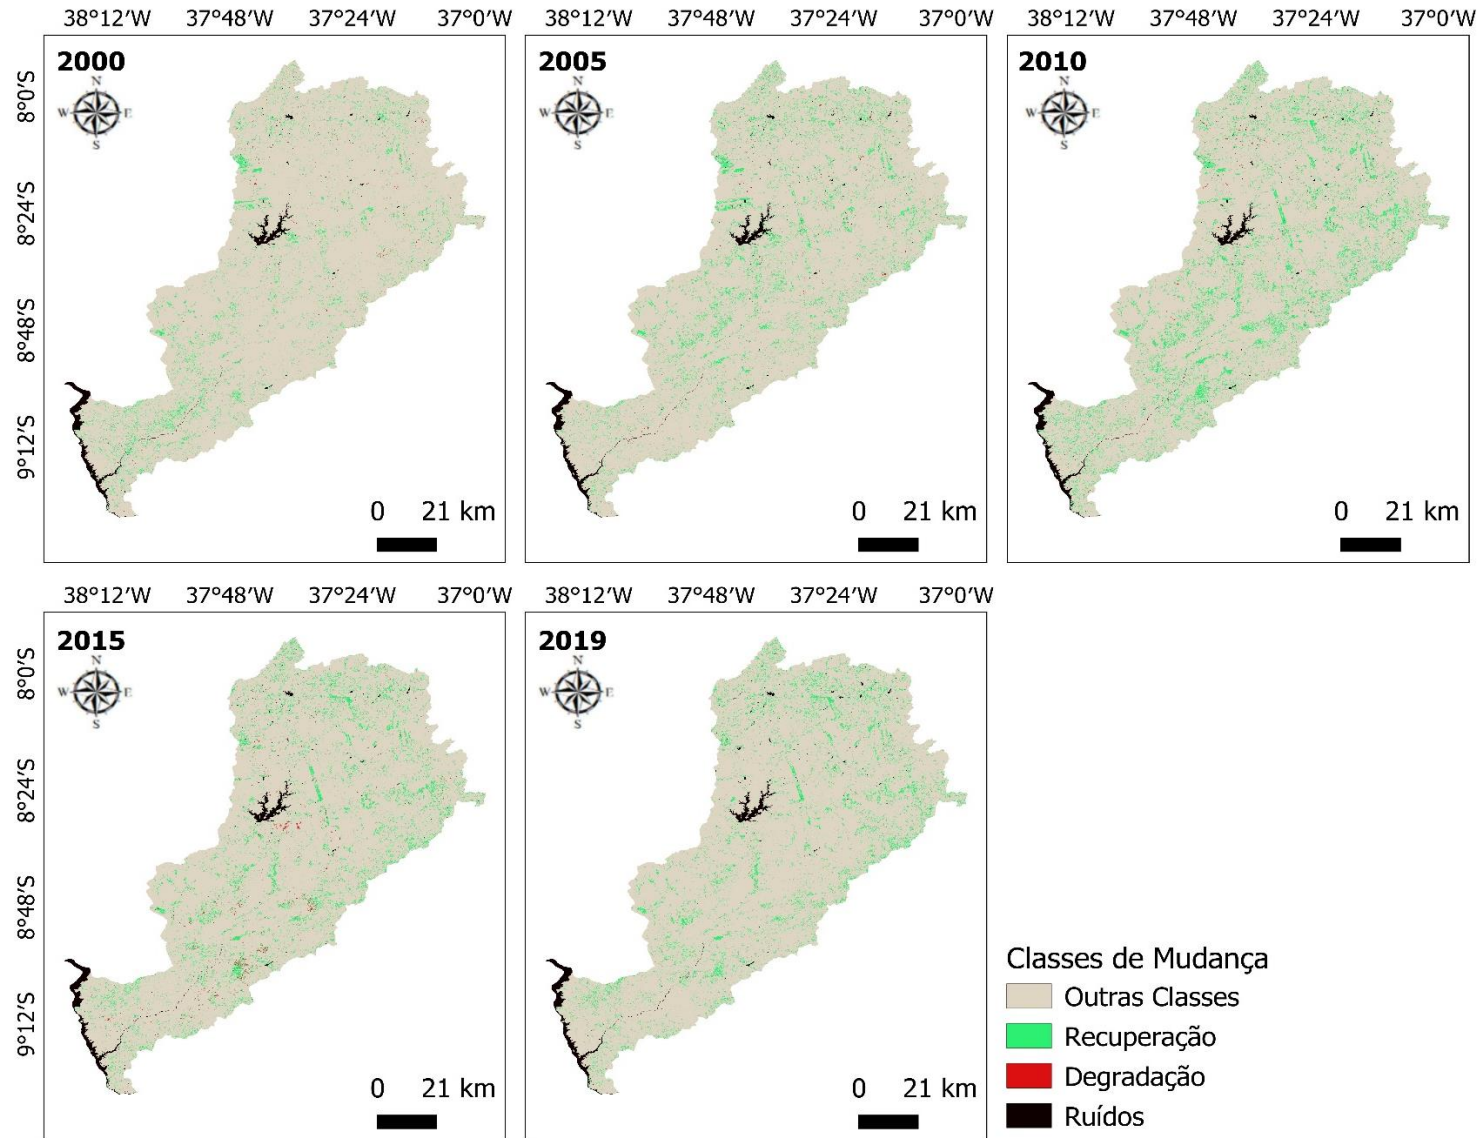 38°12′W 37°48′W 37°24′W 37°0′W 38°12′W 37°48′W 37°24′W 37°0′W 38°12′W 37°48′W 37°24′W 37°0′W
2000 2005 2010
N N N
W E W E W E
S S S
8°0′S
8°24′S
8°48′S
9°12′S
0 21 km 0 21 km 0 21 km
38°12′W 37°48′W 37°24′W 37°0′W 38°12′W 37°48′W 37°24′W 37°0′W
2015 2019
N N
W E W E
S S
8°0′S
8°24′S
8°48′S
9°12′S
0 21 km 0 21 km
Classes de Mudança
Outras Classes
Recuperação
Degradação
Ruídos